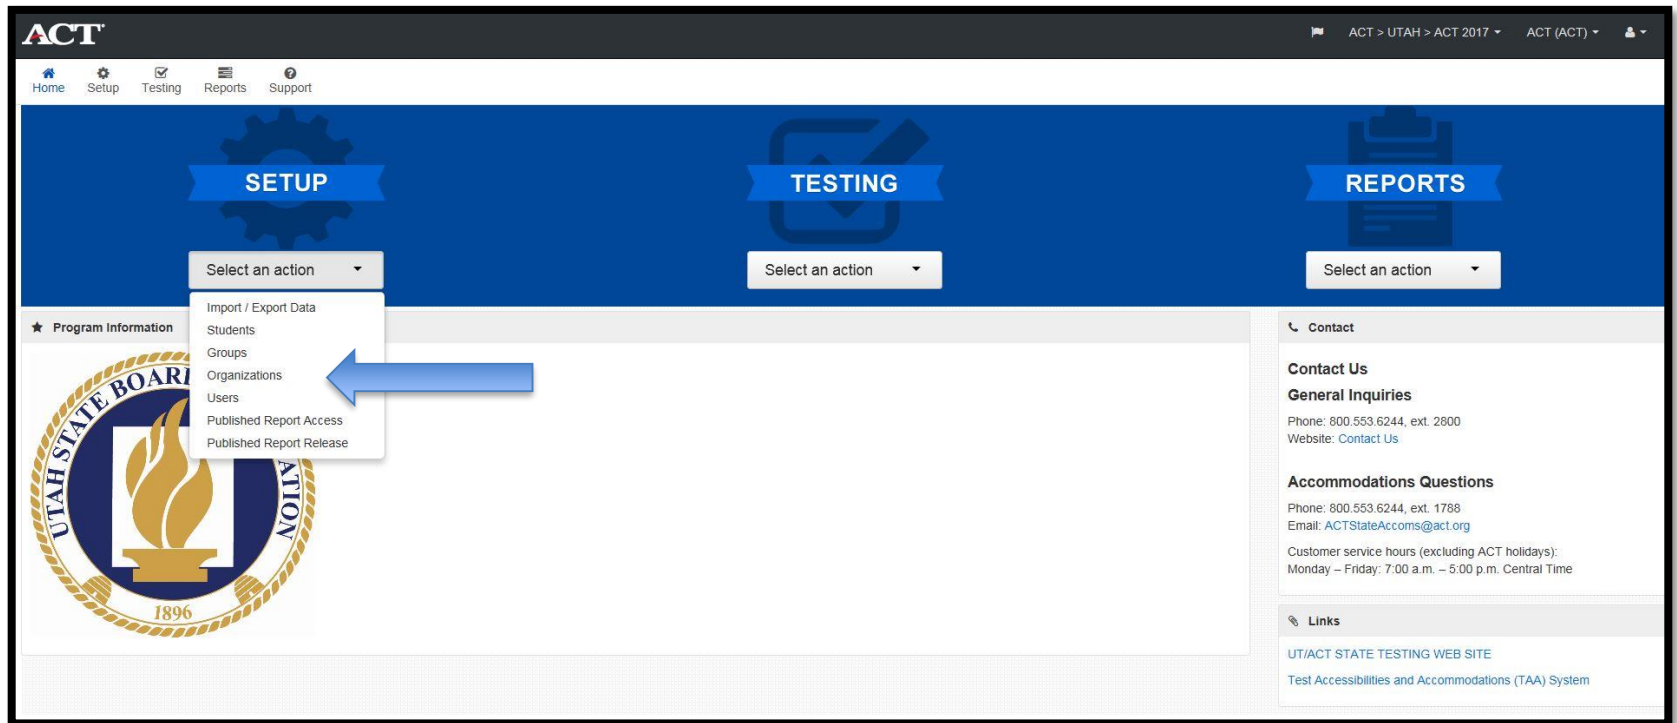 ACT
ACT > UTAH > ACT 2017
ACT (ACT)
Home
Setup
Testing
Reports
Support
SETUP
TESTING
REPORTS
Select an action
Select an action
Select an action
Import / Export Data
Students
Groups
Organizations
Users
Published Report Access
Published Report Release
Program Information
UTAH STATE BOAR
ATION
1896
Contact
Contact Us
General Inquiries
Phone: 800.553.6244, ext. 2800
Website: Contact Us
Accommodations Questions
Phone: 800.553.6244, ext. 1788
Email: ACTStateAccoms@act.org
Customer service hours (excluding ACT holidays):
Monday – Friday: 7:00 a.m. – 5:00 p.m. Central Time
Links
UT/ACT STATE TESTING WEB SITE
Test Accessibilities and Accommodations (TAA) System